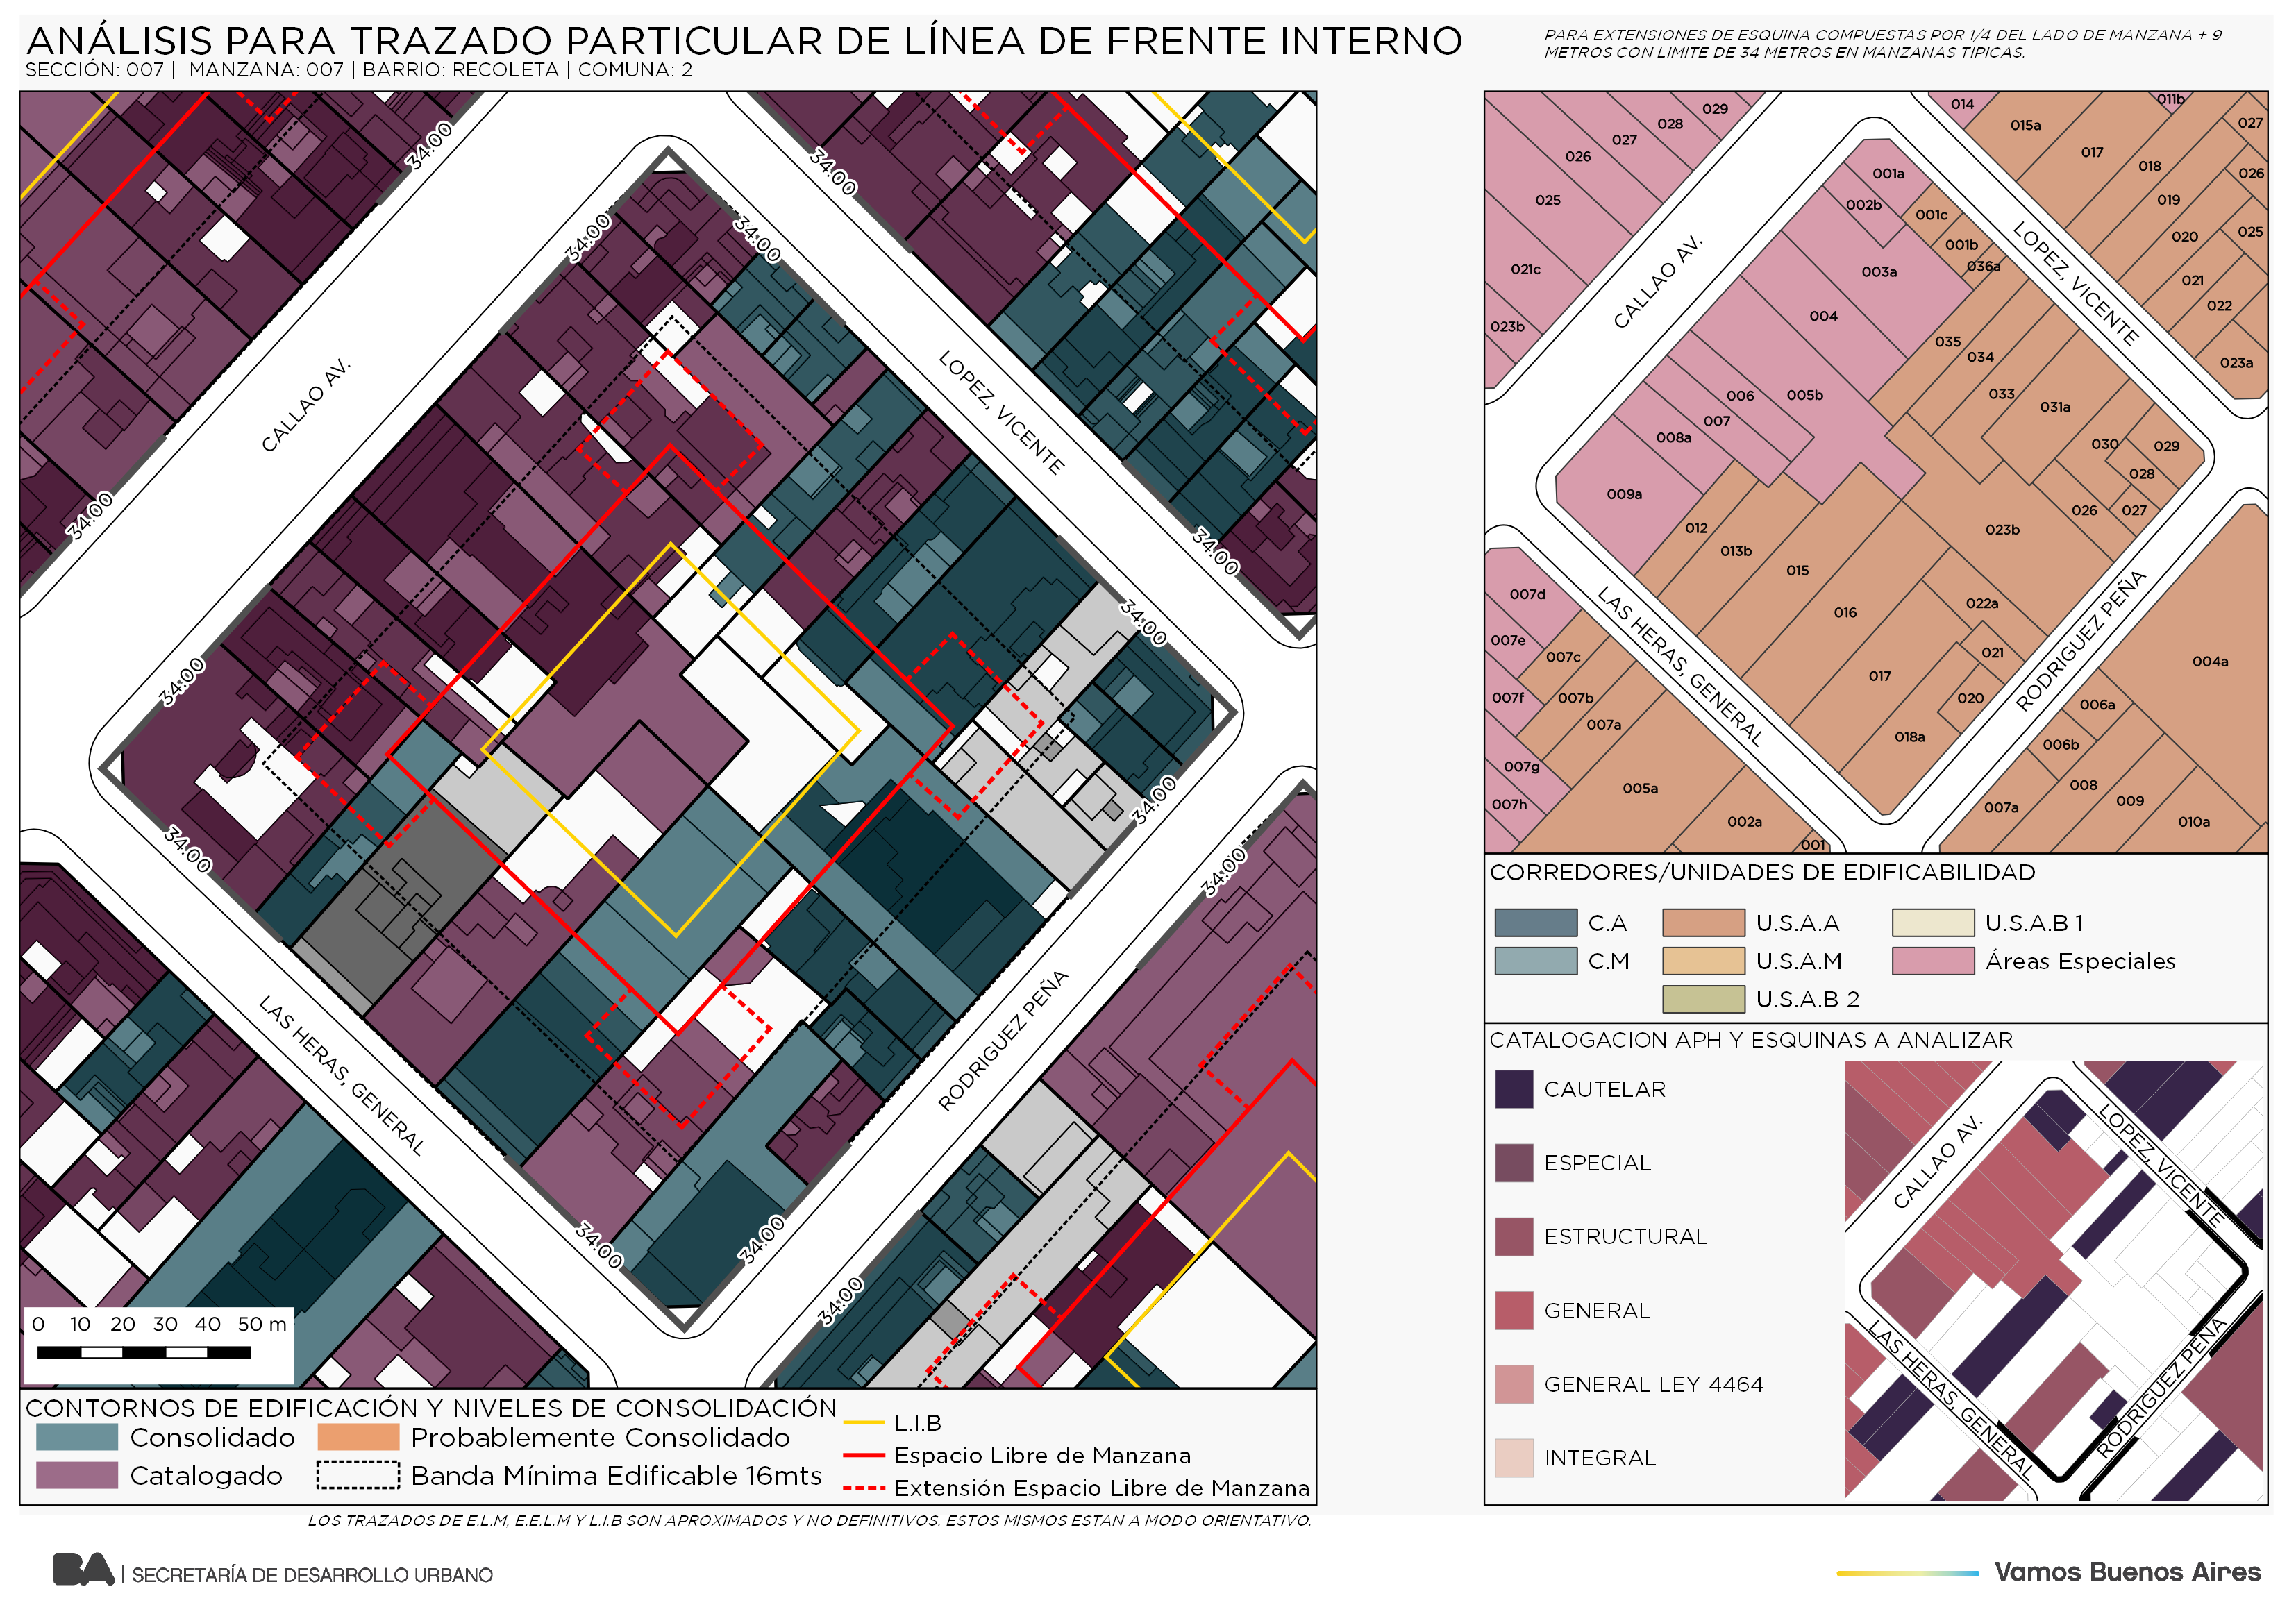 ANÁLISIS PARA TRAZADO PARTICULAR DE LÍNEA DE FRENTE INTERNO
SECCIÓN: 007 | MANZANA: 007 | BARRIO: RECOLETA | COMUNA: 2
PARA EXTENSIONES DE ESQUINA COMPUESTAS POR 1/4 DEL LADO DE MANZANA + 9
METROS CON LIMITE DE 34 METROS EN MANZANAS TIPICAS.
34.00
34.00
34.00
34.00
34.00
34.00
34.00
34.00
34.00
34.00
34.00
34.00
34.00
34.00
CALLAO AV.
LOPEZ, VICENTE
LAS HERAS, GENERAL
RODRIGUEZ PEÑA
0 10 20 30 40 50 m
CONTORNOS DE EDIFICACIÓN Y NIVELES DE CONSOLIDACIÓN
Consolidado
Catalogado
Probablemente Consolidado
Banda Mínima Edificable 16mts
L.I.B
Espacio Libre de Manzana
Extensión Espacio Libre de Manzana
LOS TRAZADOS DE E.L.M, E.E.L.M Y L.I.B SON APROXIMADOS Y NO DEFINITIVOS. ESTOS MISMOS ESTAN A MODO ORIENTATIVO.
029
028
027
026
025
021c
023b
014
011b
015a
017
018
027
026
019
020
025
021
022
023a
001a
002b
001c
001b
036a
003a
004
035
034
033
031a
005b
006
007
008a
009a
030
029
028
026
027
012
013b
015
023b
016
022a
021
017
020
018a
007d
007e
007c
007f
007b
007a
007g
007h
005a
002a
001
004a
006a
006b
008
007a
009
010a
CALLAO AV.
LOPEZ, VICENTE
LAS HERAS, GENERAL
RODRIGUEZ PEÑA
CORREDORES/UNIDADES DE EDIFICABILIDAD
C.A
C.M
U.S.A.A
U.S.A.M
U.S.A.B 2
U.S.A.B 1
Áreas Especiales
CATALOGACION APH Y ESQUINAS A ANALIZAR
CAUTELAR
ESPECIAL
ESTRUCTURAL
GENERAL
GENERAL LEY 4464
INTEGRAL
CALLAO AV.
LOPEZ, VICENTE
LAS HERAS, GENERAL
RODRIGUEZ PEÑA
BA | SECRETARÍA DE DESARROLLO URBANO
Vamos Buenos Aires